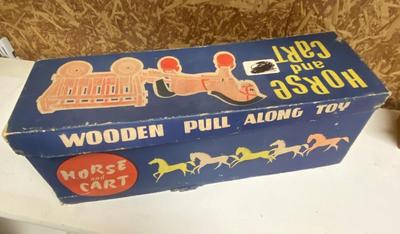 HORSE
and
CART
WOODEN PULL ALONG TOY
HORSE
and
CART